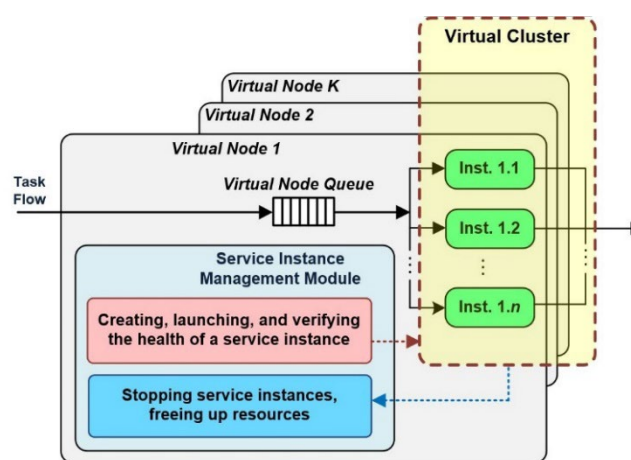 Virtual Cluster
Virtual Node K
Virtual Node 2
Virtual Node 1
Task
Flow
Virtual Node Queue
Inst. 1.1
Inst. 1.2
Inst. 1.n
Service Instance
Management Module
Creating, launching, and verifying
the health of a service instance
Stopping service instances,
freeing up resources